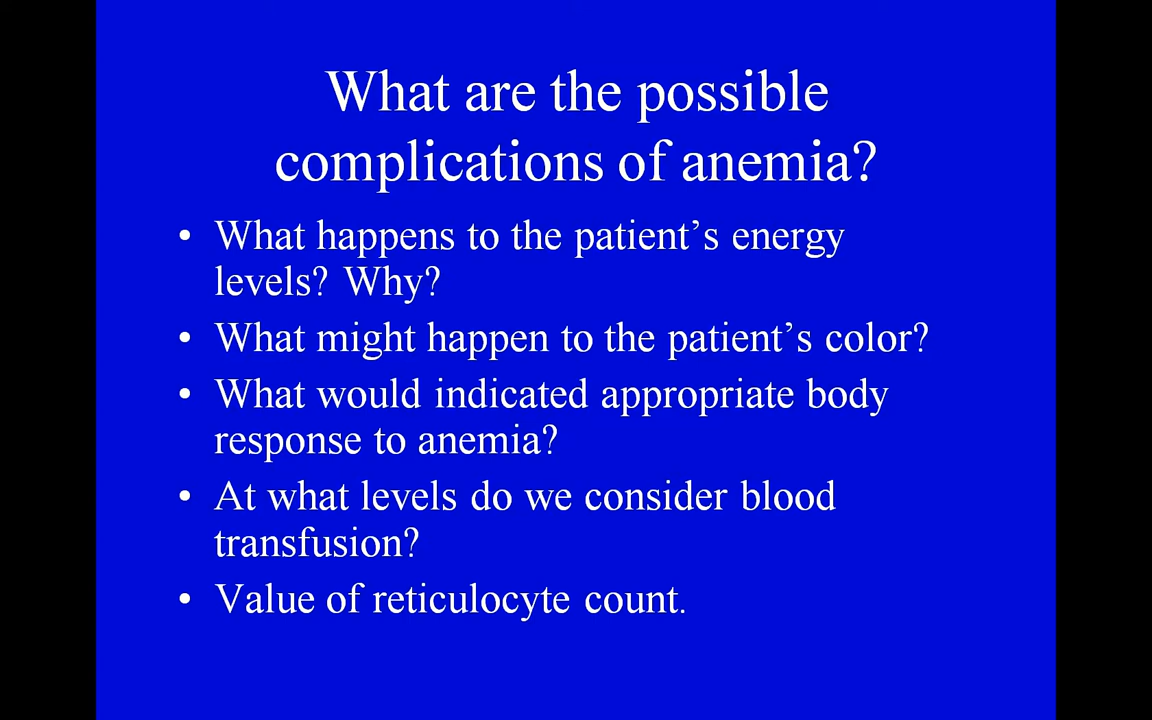 What are the possible
complications of anemia?
• What happens to the patient’s energy
levels? Why?
• What might happen to the patient’s color?
• What would indicated appropriate body
response to anemia?
• At what levels do we consider blood
transfusion?
• Value of reticulocyte count.